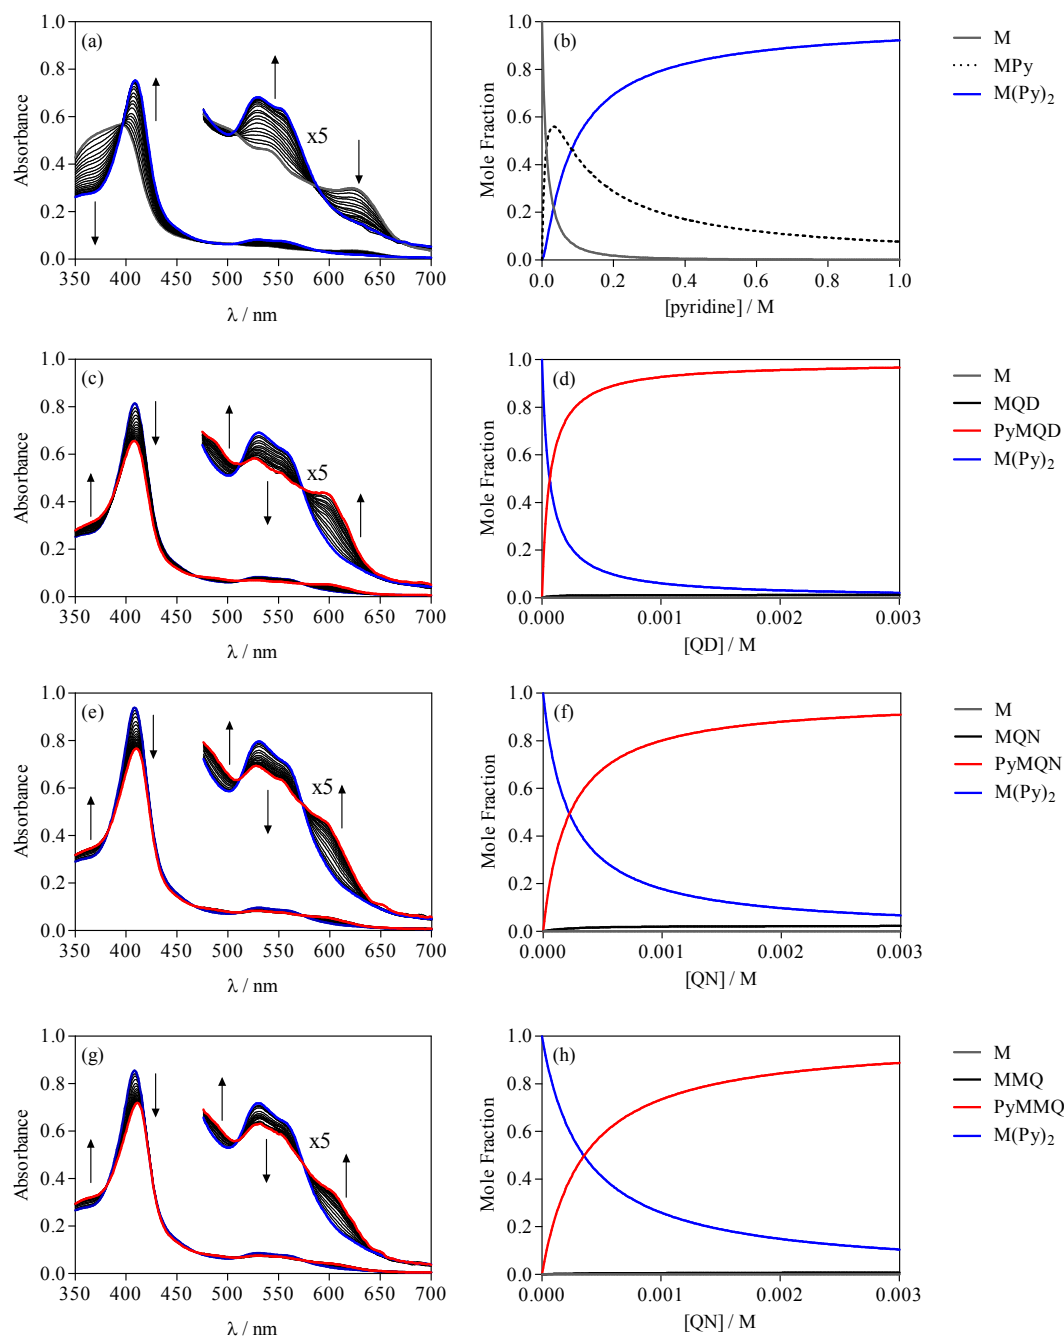 (a)
x5
Absorbance
1.0
0.8
0.6
0.4
0.2
0.0
350 400 450 500 550 600 650 700
λ / nm
(b)
Mole Fraction
1.0
0.8
0.6
0.4
0.2
0.0
0.0 0.2 0.4 0.6 0.8 1.0
[pyridine] / M
M
MPy
M(Py)2
(c)
x5
Absorbance
1.0
0.8
0.6
0.4
0.2
0.0
350 400 450 500 550 600 650 700
λ / nm
(d)
Mole Fraction
1.0
0.8
0.6
0.4
0.2
0.0
0.000 0.001 0.002 0.003
[QD] / M
M
MQD
PyMQD
M(Py)2
(e)
x5
Absorbance
1.0
0.8
0.6
0.4
0.2
0.0
350 400 450 500 550 600 650 700
λ / nm
(f)
Mole Fraction
1.0
0.8
0.6
0.4
0.2
0.0
0.000 0.001 0.002 0.003
[QN] / M
M
MQN
PyMQN
M(Py)2
(g)
x5
Absorbance
1.0
0.8
0.6
0.4
0.2
0.0
350 400 450 500 550 600 650 700
λ / nm
(h)
Mole Fraction
1.0
0.8
0.6
0.4
0.2
0.0
0.000 0.001 0.002 0.003
[QN] / M
M
MMQ
PyMMQ
M(Py)2